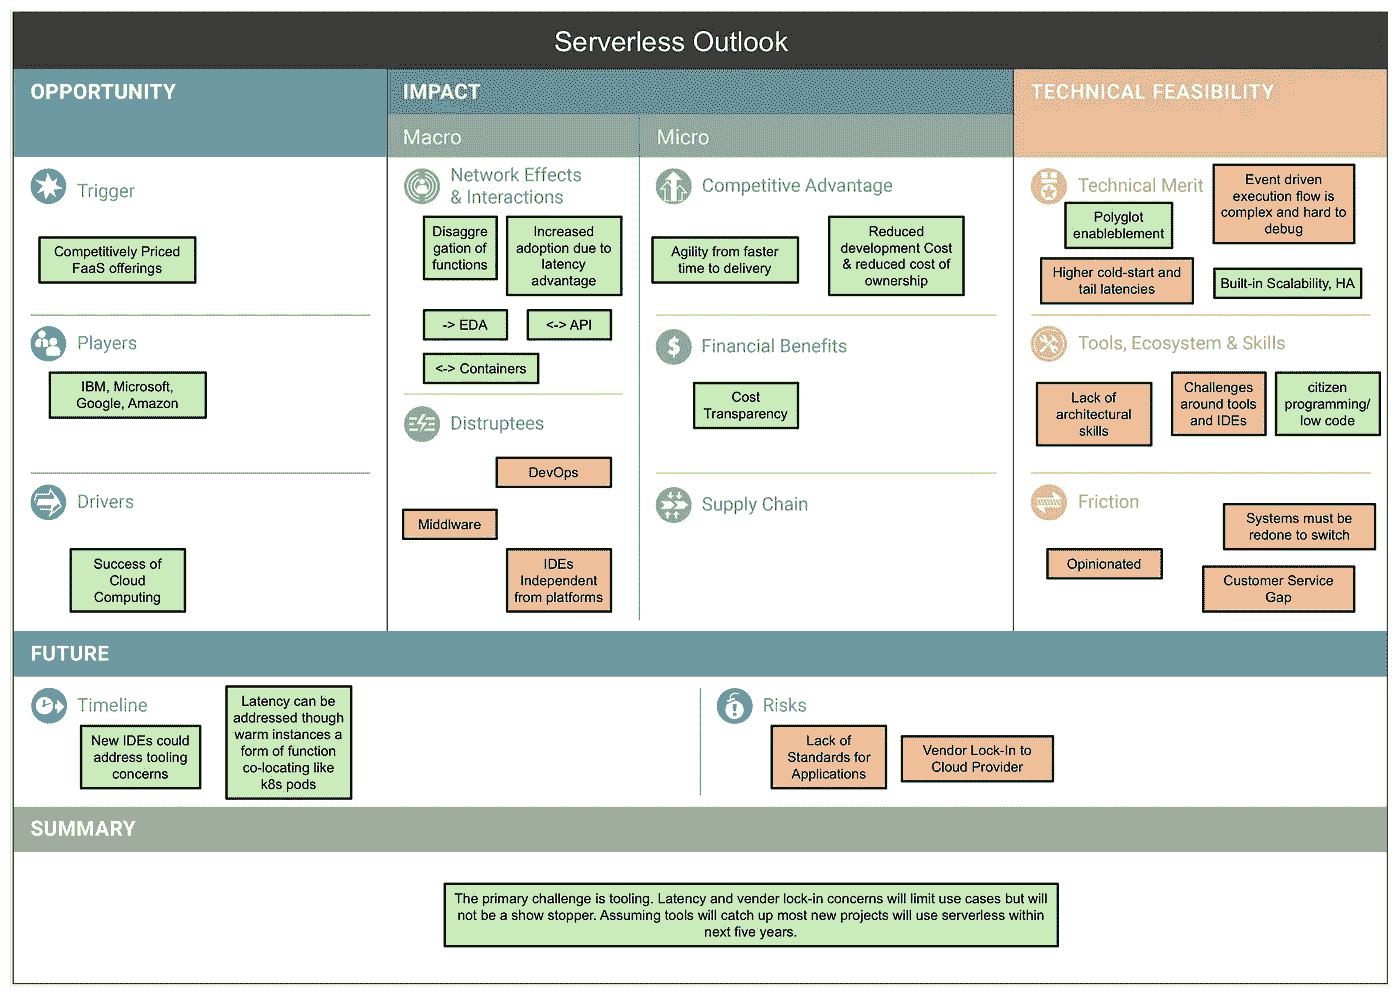 Serverless Outlook
OPPORTUNITY
Trigger
Competitively Priced
FaaS offerings
Players
IBM, Microsoft,
Google, Amazon
Drivers
Success of
Cloud
Computing
IMPACT
Macro
Network Effects
& Interactions
Disaggre
gation of
functions
Increased
adoption due to
latency
advantage
-> EDA
<-> API
<-> Containers
Distruptees
DevOps
Middlware
IDEs
Independent
from platforms
Micro
Competitive Advantage
Agility from faster
time to delivery
Reduced
development Cost
& reduced cost of
ownership
Financial Benefits
Cost
Transparency
Supply Chain
TECHNICAL FEASIBILITY
Technical Merit
Polyglot
enableblement
Event driven
execution flow is
complex and hard to
debug
Higher cold-start and
tail latencies
Built-in Scalability, HA
Tools, Ecosystem & Skills
Lack of
architectural
skills
Challenges
around tools
and IDEs
citizen
programming/
low code
Friction
Systems must be
redone to switch
Opinionated
Customer Service
Gap
FUTURE
Timeline
New IDEs could
address tooling
concerns
Latency can be
addressed though
warm instances a
form of function
co-locating like
k8s pods
Risks
Lack of
Standards for
Applications
Vendor Lock-In to
Cloud Provider
SUMMARY
The primary challenge is tooling. Latency and vender lock-in concerns will limit use cases but will
not be a show stopper. Assuming tools will catch up most new projects will use serverless within
next five years.